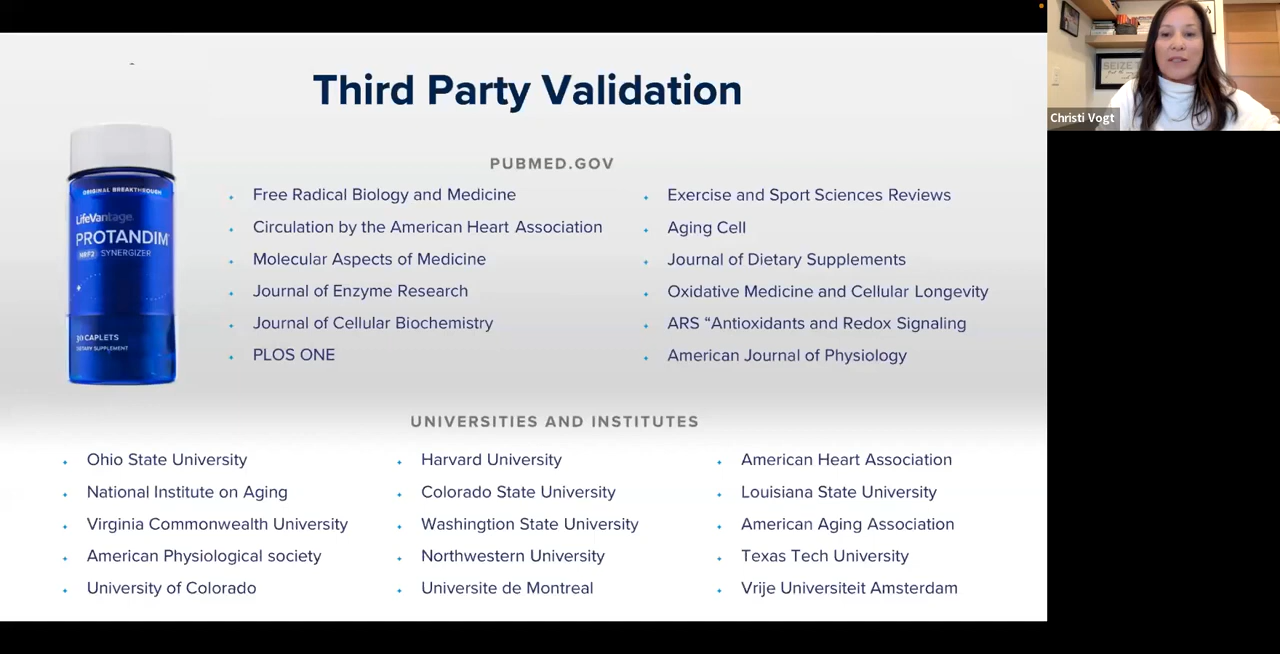 Third Party Validation
PUBMED.GOV
Free Radical Biology and Medicine
Circulation by the American Heart Association
Molecular Aspects of Medicine
Journal of Enzyme Research
Journal of Cellular Biochemistry
PLOS ONE
Exercise and Sport Sciences Reviews
Aging Cell
Journal of Dietary Supplements
Oxidative Medicine and Cellular Longevity
ARS “Antioxidants and Redox Signaling
American Journal of Physiology
ORIGINAL BREAKTHROUGH
LifeVantage
PROTANDIM
NRF2 SYNERGIZER
30 CAPLETS
DIETARY SUPPLEMENT
UNIVERSITIES AND INSTITUTES
Ohio State University
National Institute on Aging
Virginia Commonwealth University
American Physiological society
University of Colorado
Harvard University
Colorado State University
Washingtion State University
Northwestern University
Universite de Montreal
American Heart Association
Louisiana State University
American Aging Association
Texas Tech University
Vrije Universiteit Amsterdam
Christi Vogt